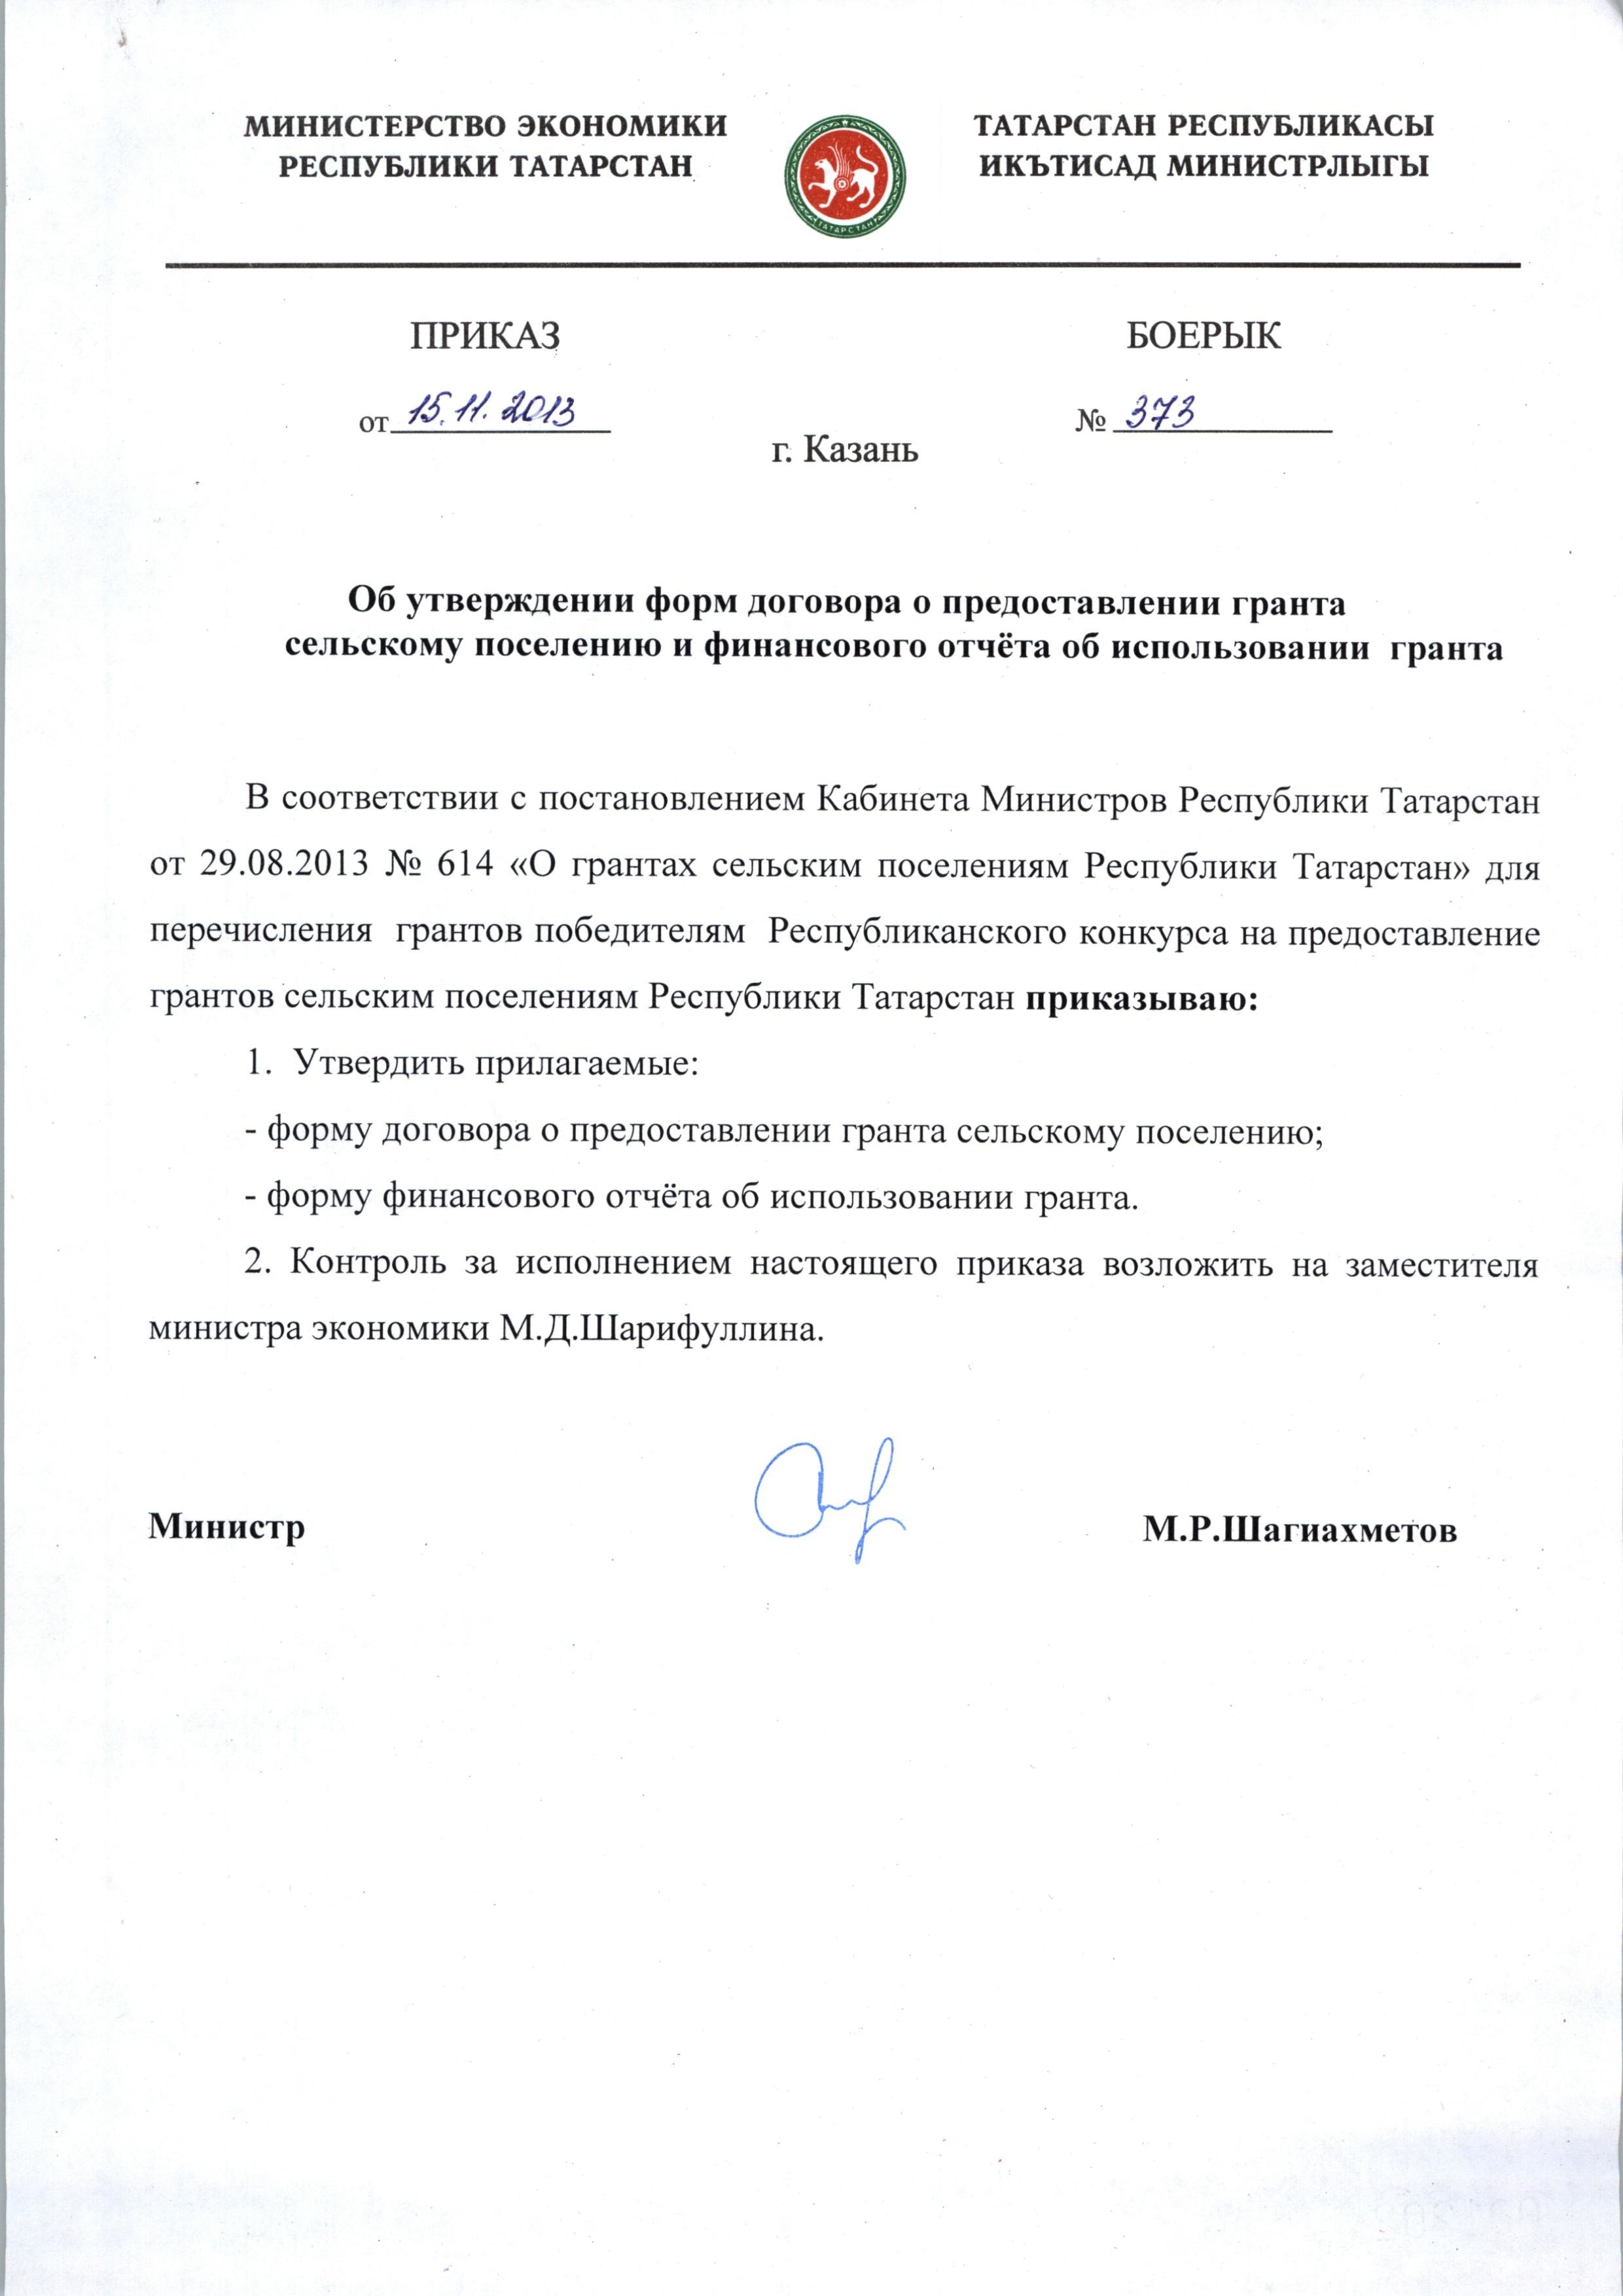 МИНИСТЕРСТВО ЭКОНОМИКИ
РЕСПУБЛИКИ ТАТАРСТАН
ТАТАРСТАН РЕСПУБЛИКАСЫ
ИКЪТИСАД МИНИСТРЛЫГЫ
ТАТАРСТАН
ПРИКАЗ
БОЕРЫК
от 15.11.2013
№ 373
г. Казань
Об утверждении форм договора о предоставлении гранта
сельскому поселению и финансового отчёта об использовании гранта
В соответствии с постановлением Кабинета Министров Республики Татарстан
от 29.08.2013 № 614 «О грантах сельским поселениям Республики Татарстан» для
перечисления грантов победителям Республиканского конкурса на предоставление
грантов сельским поселениям Республики Татарстан приказываю:
1. Утвердить прилагаемые:
- форму договора о предоставлении гранта сельскому поселению;
- форму финансового отчёта об использовании гранта.
2. Контроль за исполнением настоящего приказа возложить на заместителя
министра экономики М.Д.Шарифуллина.
Министр
М.Р.Шагиахметов